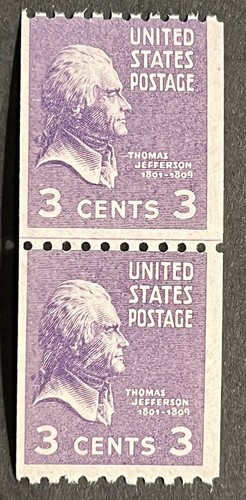 UNITED
STATES
POSTAGE
THOMAS
JEFFERSON
1801-1809
3 CENTS 3
UNITED
STATES
POSTAGE
THOMAS
JEFFERSON
1801-1809
3 CENTS 3